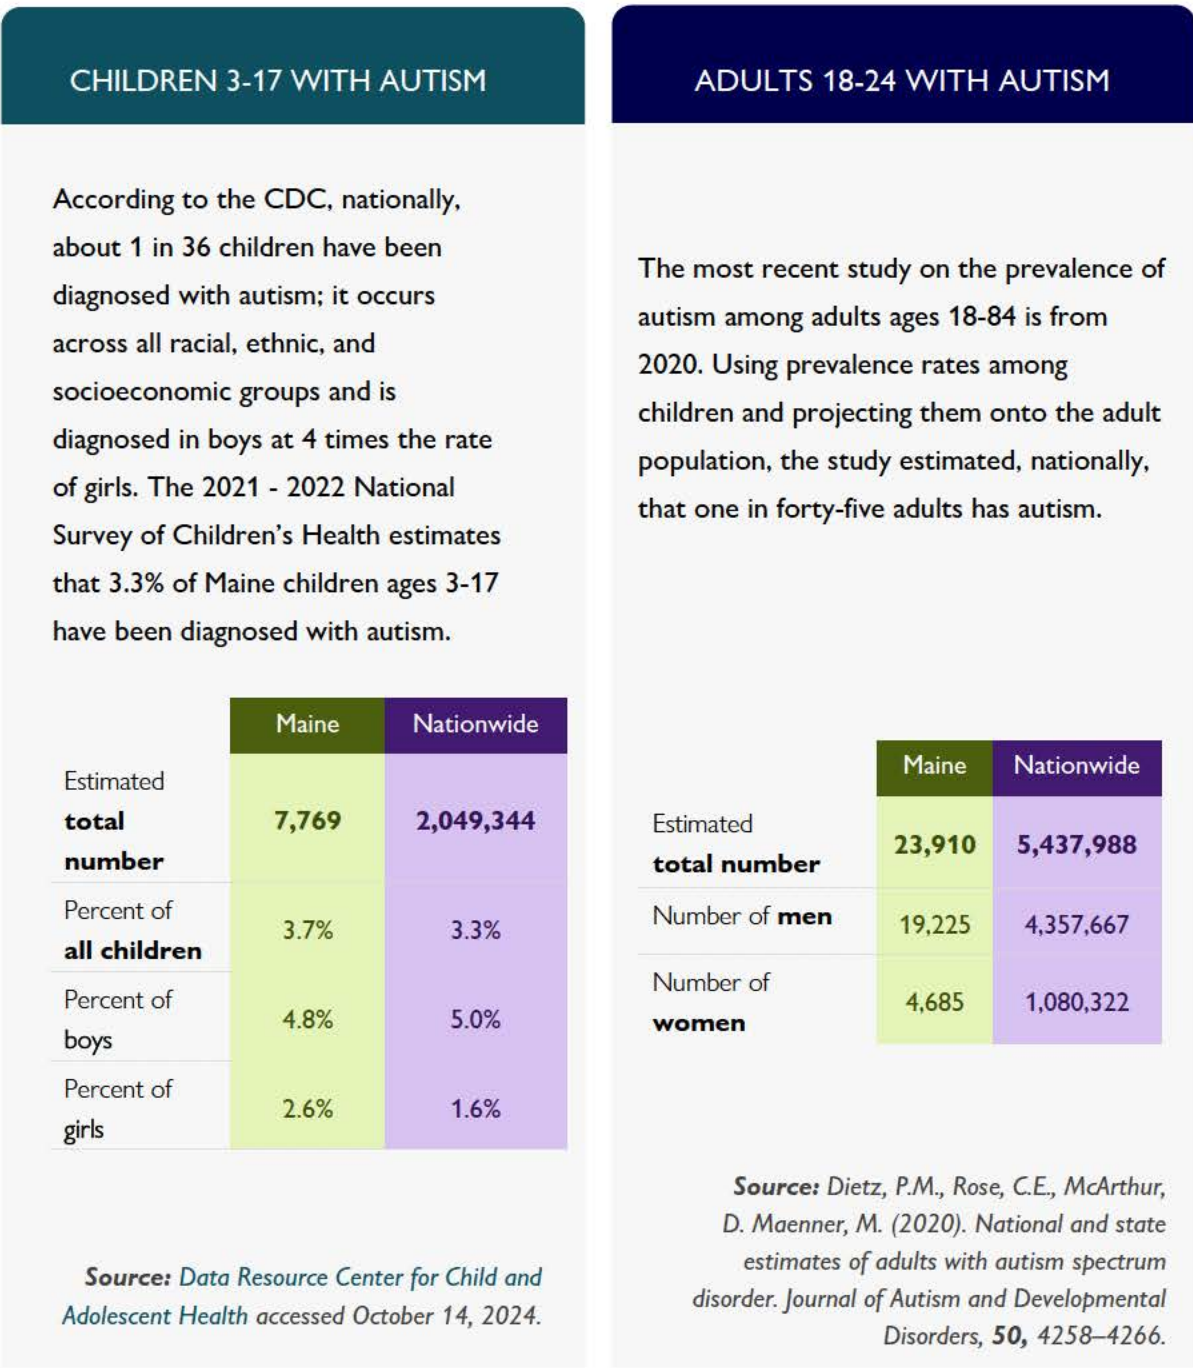 CHILDREN 3-17 WITH AUTISM
According to the CDC, nationally,
about 1 in 36 children have been
diagnosed with autism; it occurs
across all racial, ethnic, and
socioeconomic groups and is
diagnosed in boys at 4 times the rate
of girls. The 2021 - 2022 National
Survey of Children's Health estimates
that 3.3% of Maine children ages 3-17
have been diagnosed with autism.
Maine Nationwide
Estimated
total
number
7,769 2,049,344
Percent of
all children
3.7% 3.3%
Percent of
boys
4.8% 5.0%
Percent of
girls
2.6% 1.6%
Source: Data Resource Center for Child and
Adolescent Health accessed October 14, 2024.
ADULTS 18-24 WITH AUTISM
The most recent study on the prevalence of
autism among adults ages 18-84 is from
2020. Using prevalence rates among
children and projecting them onto the adult
population, the study estimated, nationally,
that one in forty-five adults has autism.
Maine Nationwide
Estimated
total number
23,910 5,437,988
Number of men 19,225 4,357,667
Number of
women
4,685 1,080,322
Source: Dietz, P.M., Rose, C.E., McArthur,
D. Maenner, M. (2020). National and state
estimates of adults with autism spectrum
disorder. Journal of Autism and Developmental
Disorders, 50, 4258–4266.